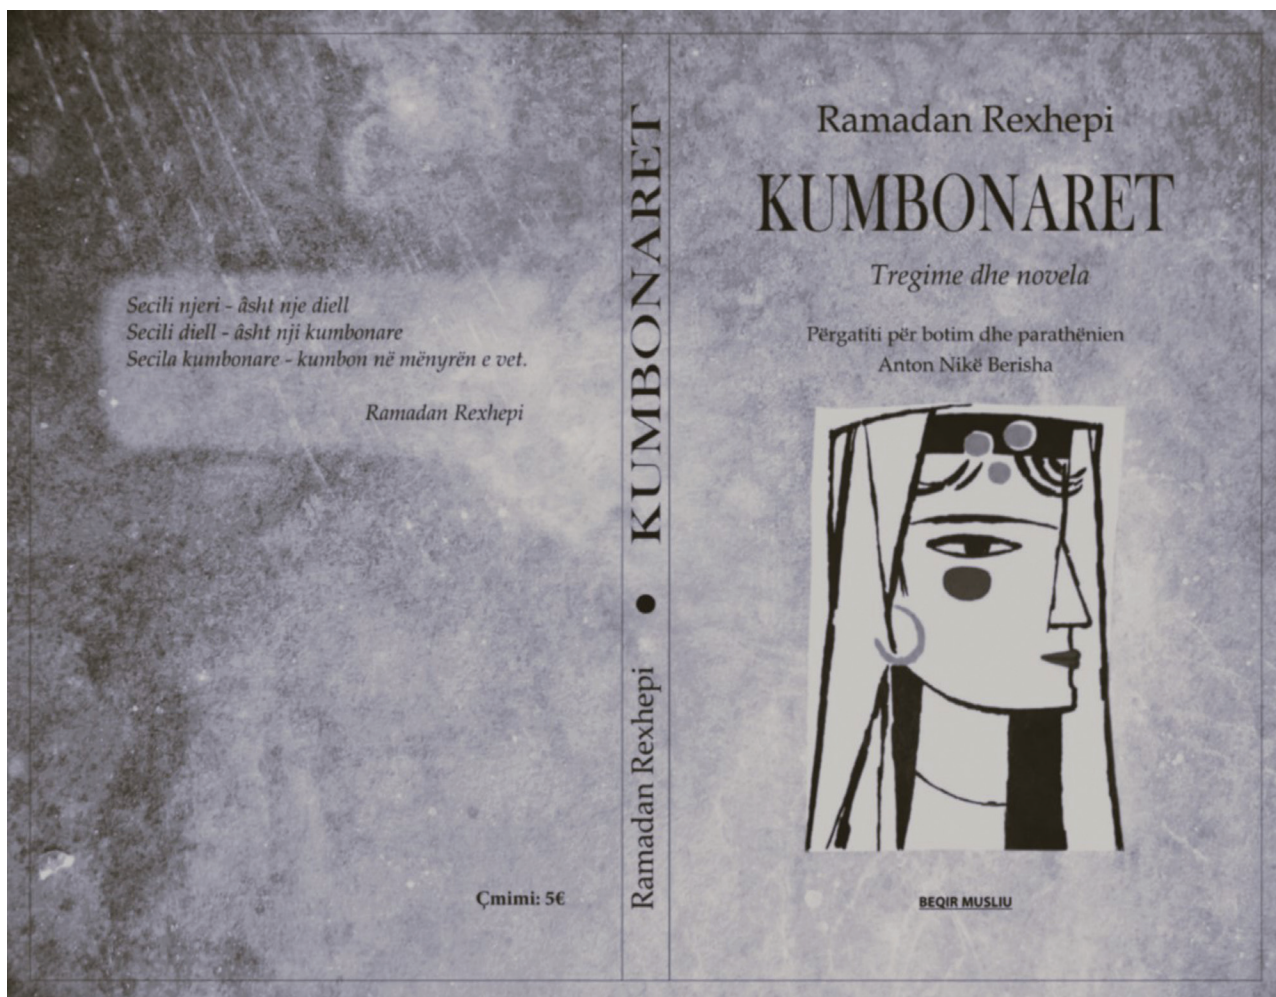 Secili njeri - âsht nje diell
Secili diell - âsht nji kumbonare
Secila kumbonare - kumbon në mënyrën e vet.
Ramadan Rexhepi
Çmimi: 5€
Ramadan Rexhepi ● KUMBONARET
Ramadan Rexhepi
KUMBONARET
Tregime dhe novela
Përgatiti për botim dhe parathënien
Anton Nikë Berisha
BEQIR MUSLIU